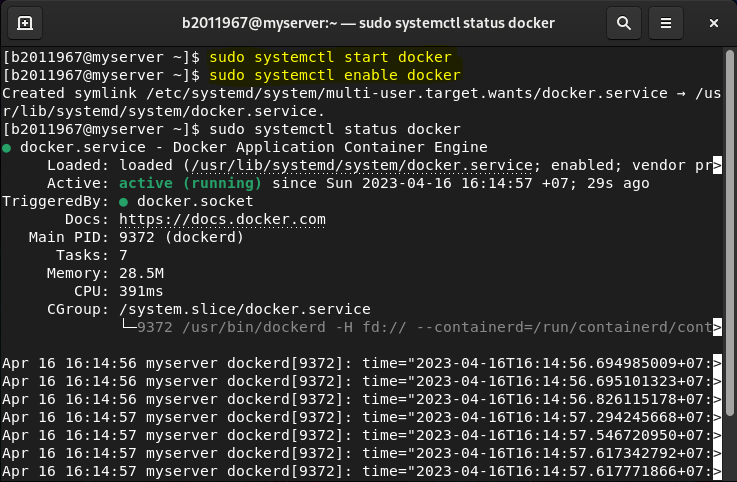 b2011967@myserver:~ — sudo systemctl status docker
[b2011967@myserver ~]$ sudo systemctl start docker
[b2011967@myserver ~]$ sudo systemctl enable docker
Created symlink /etc/systemd/system/multi-user.target.wants/docker.service → /us
r/lib/systemd/system/docker.service.
[b2011967@myserver ~]$ sudo systemctl status docker
● docker.service - Docker Application Container Engine
     Loaded: loaded (/usr/lib/systemd/system/docker.service; enabled; vendor pr>
     Active: active (running) since Sun 2023-04-16 16:14:57 +07; 29s ago
TriggeredBy: ● docker.socket
       Docs: https://docs.docker.com
   Main PID: 9372 (dockerd)
      Tasks: 7
     Memory: 28.5M
        CPU: 391ms
     CGroup: /system.slice/docker.service
             └─9372 /usr/bin/dockerd -H fd:// --containerd=/run/containerd/cont>
Apr 16 16:14:56 myserver dockerd[9372]: time="2023-04-16T16:14:56.694985009+07:>
Apr 16 16:14:56 myserver dockerd[9372]: time="2023-04-16T16:14:56.695101323+07:>
Apr 16 16:14:56 myserver dockerd[9372]: time="2023-04-16T16:14:56.826115178+07:>
Apr 16 16:14:57 myserver dockerd[9372]: time="2023-04-16T16:14:57.294245668+07:>
Apr 16 16:14:57 myserver dockerd[9372]: time="2023-04-16T16:14:57.546720950+07:>
Apr 16 16:14:57 myserver dockerd[9372]: time="2023-04-16T16:14:57.617342792+07:>
Apr 16 16:14:57 myserver dockerd[9372]: time="2023-04-16T16:14:57.617771866+07:>